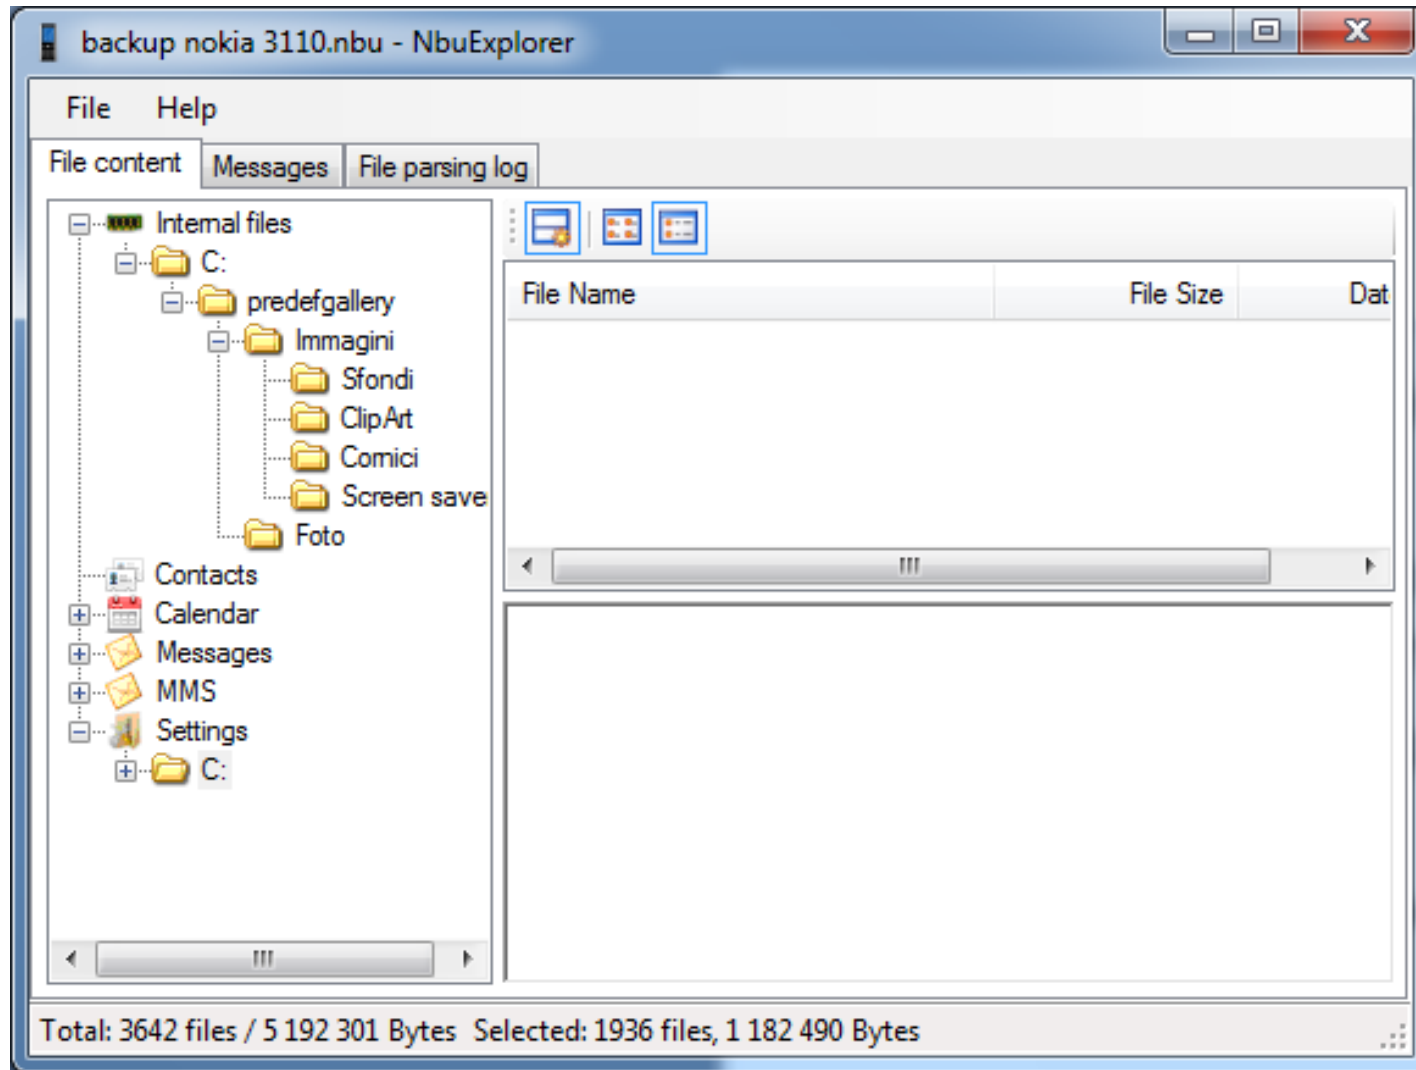 backup nokia 3110.nbu - NbuExplorer
File Help
File content Messages File parsing log
Internal files
C:
predefgallery
Immagini
Sfondi
ClipArt
Cornici
Screen save
Foto
Contacts
Calendar
Messages
MMS
Settings
C:
File Name File Size Dat
Total: 3642 files / 5 192 301 Bytes Selected: 1936 files, 1 182 490 Bytes